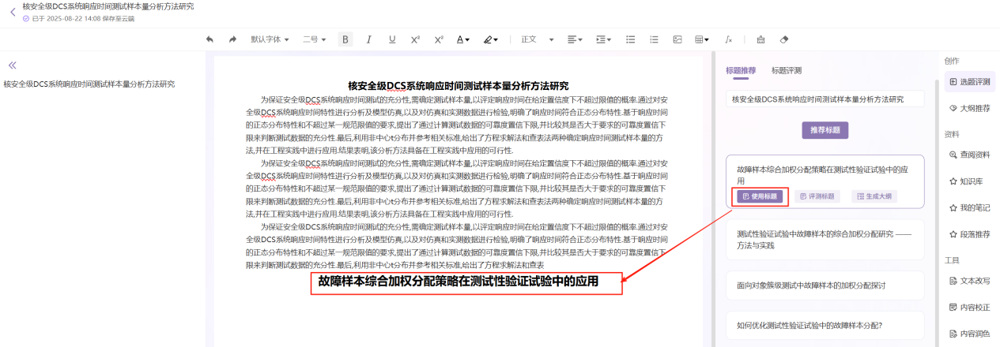 核安全级DCS系统响应时间测试样本量分析方法研究
已于 2025-08-22 14:08 保存至云端
默认字体 二号 B I U X² X² A 正文
核安全级DCS系统响应时间测试样本量分析方法研究
核安全级DCS系统响应时间测试样本量分析方法研究
为保证安全级DCS系统响应时间测试的充分性,需确定测试样本量,以评定响应时间在给定置信度下不超过限值的概率.通过对安
全级DCS系统响应时间特性进行分析及模型仿真,以及对仿真和实测数据进行检验,明确了响应时间符合正态分布特性.基于响应时间
的正态分布特性和不超过某一规范限值的要求,提出了通过计算测试数据的可靠度置信下限,并比较其是否大于要求的可靠度置信下
限来判断测试数据的充分性.最后,利用非中心t分布并参考相关标准,给出了方程求解法和查表法两种确定响应时间测试样本量的方
法,并在工程实践中进行应用.结果表明,该分析方法具备在工程实践中应用的可行性.
为保证安全级DCS系统响应时间测试的充分性,需确定测试样本量,以评定响应时间在给定置信度下不超过限值的概率.通过对安
全级DCS系统响应时间特性进行分析及模型仿真,以及对仿真和实测数据进行检验,明确了响应时间符合正态分布特性.基于响应时间
的正态分布特性和不超过某一规范限值的要求,提出了通过计算测试数据的可靠度置信下限,并比较其是否大于要求的可靠度置信下
限来判断测试数据的充分性.最后,利用非中心t分布并参考相关标准,给出了方程求解法和查表法两种确定响应时间测试样本量的方
法,并在工程实践中进行应用.结果表明,该分析方法具备在工程实践中应用的可行性.
为保证安全级DCS系统响应时间测试的充分性,需确定测试样本量,以评定响应时间在给定置信度下不超过限值的概率.通过对安
全级DCS系统响应时间特性进行分析及模型仿真,以及对仿真和实测数据进行检验,明确了响应时间符合正态分布特性.基于响应时间
的正态分布特性和不超过某一规范限值的要求,提出了通过计算测试数据的可靠度置信下限,并比较其是否大于要求的可靠度置信下
限来判断测试数据的充分性.最后,利用非中心t分布并参考相关标准,给出了方程求解法和查表
故障样本综合加权分配策略在测试性验证试验中的应用
标题推荐 标题评测
核安全级DCS系统响应时间测试样本量分析方法研究
推荐标题
故障样本综合加权分配策略在测试性验证试验中的应
用
使用标题 评测标题 生成大纲
测试性验证试验中故障样本的综合加权分配研究 ——
方法与实践
面向对象簇级测试中故障样本的加权分配探讨
如何优化测试性验证试验中的故障样本分配?
创作
选题评测
大纲推荐
资料
查阅资料
知识库
我的笔记
段落推荐
工具
文本改写
内容校正
内容润色